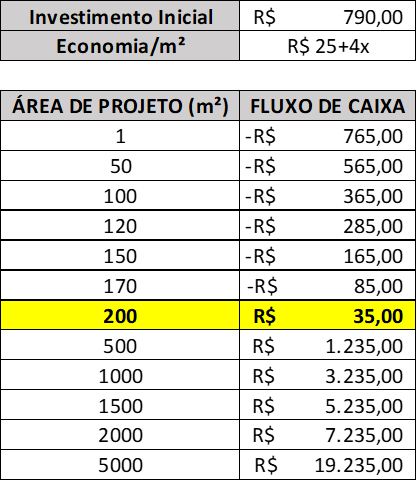 Investimento Inicial R$ 790,00
Economia/m² R$ 25+4x
ÁREA DE PROJETO (m²) FLUXO DE CAIXA
1 -R$ 765,00
50 -R$ 565,00
100 -R$ 365,00
120 -R$ 285,00
150 -R$ 165,00
170 -R$ 85,00
200 R$ 35,00
500 R$ 1.235,00
1000 R$ 3.235,00
1500 R$ 5.235,00
2000 R$ 7.235,00
5000 R$ 19.235,00